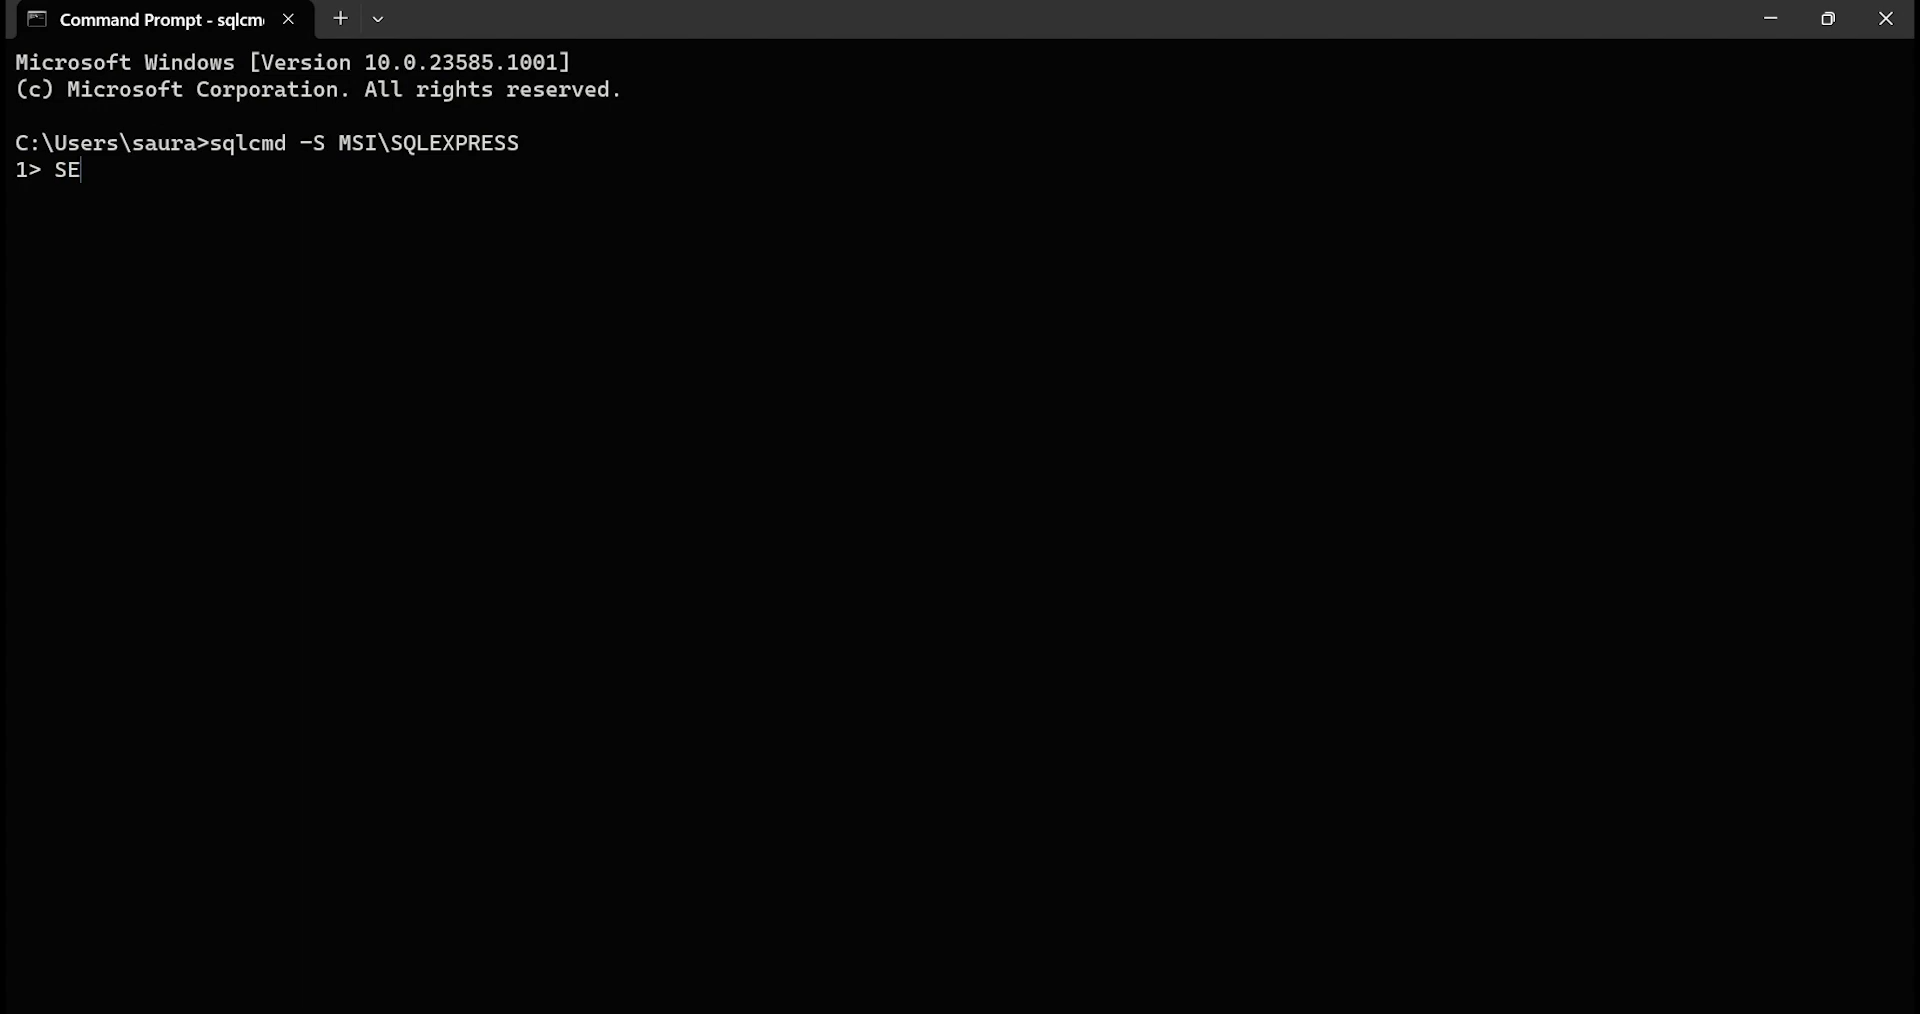 Command Prompt - sqlcm
Microsoft Windows [Version 10.0.23585.1001]
(c) Microsoft Corporation. All rights reserved.
C:\Users\saura>sqlcmd -S MSI\SQLEXPRESS
1> SE